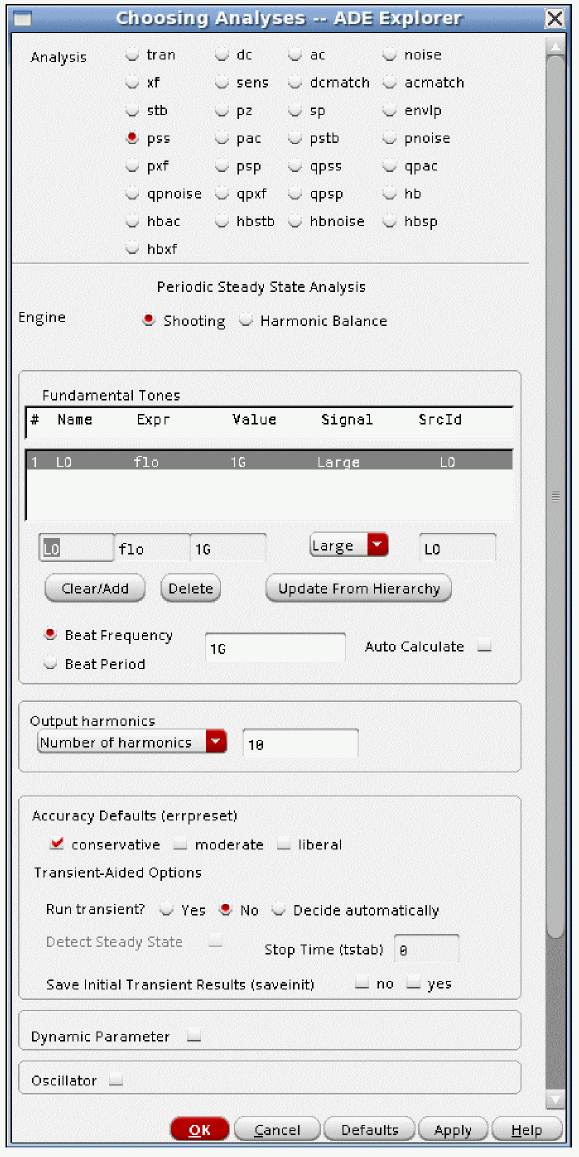 Choosing Analyses -- ADE Explorer
Analysis tran dc ac noise
xf sens dcmatch acmatch
stb pz sp envlp
pss pac pstb pnoise
pxf psp qpss qpac
qpnoise qpxf qpsp hb
hbac hbstb hbnoise hbsp
hbxf
Periodic Steady State Analysis
Engine Shooting Harmonic Balance
Fundamental Tones
# Name Expr Value Signal SrcId
1 LO flo 1G Large LO
LO flo 1G Large LO
Clear/Add Delete Update From Hierarchy
Beat Frequency 1G Auto Calculate
Beat Period
Output harmonics
Number of harmonics 10
Accuracy Defaults (errpreset)
conservative moderate liberal
Transient-Aided Options
Run transient? Yes No Decide automatically
Detect Steady State Stop Time (tstab) 0
Save Initial Transient Results (saveinit) no yes
Dynamic Parameter
Oscillator
OK Cancel Defaults Apply Help